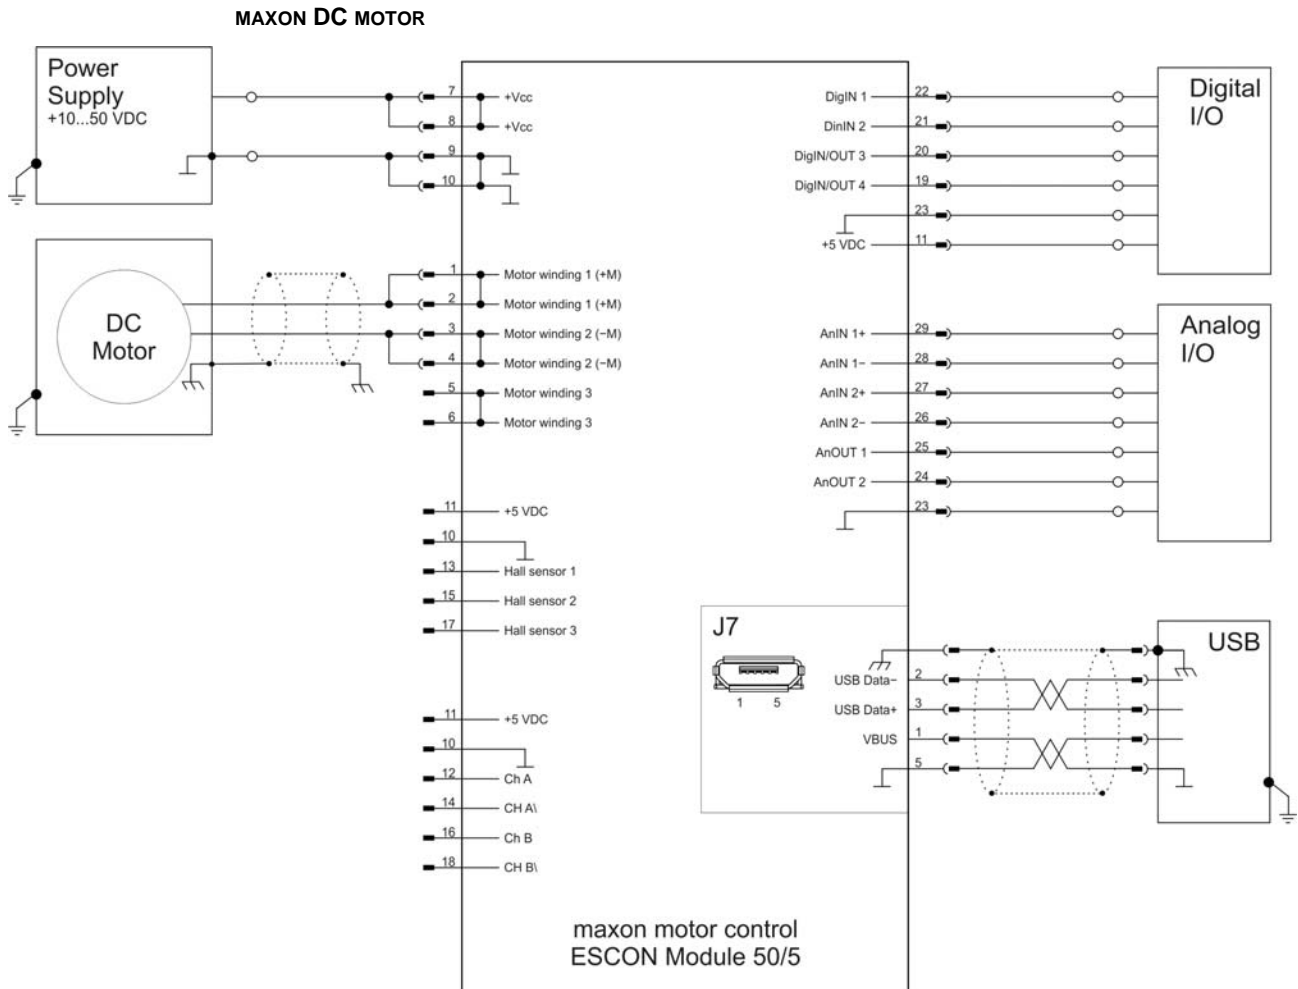 MAXON DC MOTOR
Power
Supply
+10...50 VDC
7 +Vcc
8 +Vcc
9
10
DC
Motor
1 Motor winding 1 (+M)
2 Motor winding 1 (+M)
3 Motor winding 2 (−M)
4 Motor winding 2 (−M)
5 Motor winding 3
6 Motor winding 3
11 +5 VDC
10
13 Hall sensor 1
15 Hall sensor 2
17 Hall sensor 3
11 +5 VDC
10
12 Ch A
14 CH A\
16 Ch B
18 CH B\
DigIN 1 22
DinIN 2 21
DigIN/OUT 3 20
DigIN/OUT 4 19
23
+5 VDC 11
Digital
I/O
AnIN 1+ 29
AnIN 1− 28
AnIN 2+ 27
AnIN 2− 26
AnOUT 1 25
AnOUT 2 24
23
Analog
I/O
J7
1 5
USB Data− 2
USB Data+ 3
VBUS 1
5
USB
maxon motor control
ESCON Module 50/5